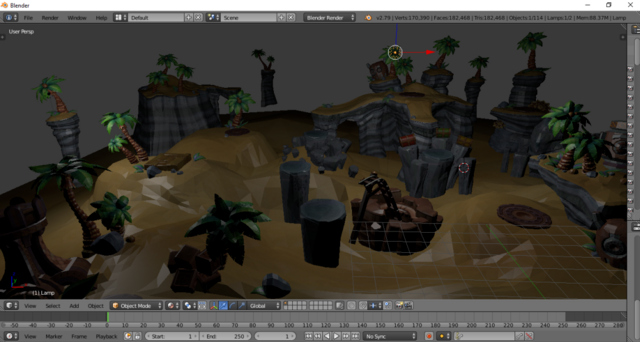 Blender
File Render Window Help Default Scene Blender Render v2.79 | Verts:170,390 | Faces:182,468 | Tris:182,468 | Objects:1/114 | Lamps:1/2 | Mem:88.37M | Lamp
User Persp
(1) Lamp
View Select Add Object Object Mode Global
-50 -40 -30 -20 -10 0 10 20 30 40 50 60 70 80 90 100 110 120 130 140 150 160 170 180 190 200 210 220 230 240 250 260 270 280
View Marker Frame Playback Start: 1 End: 250 1 No Sync